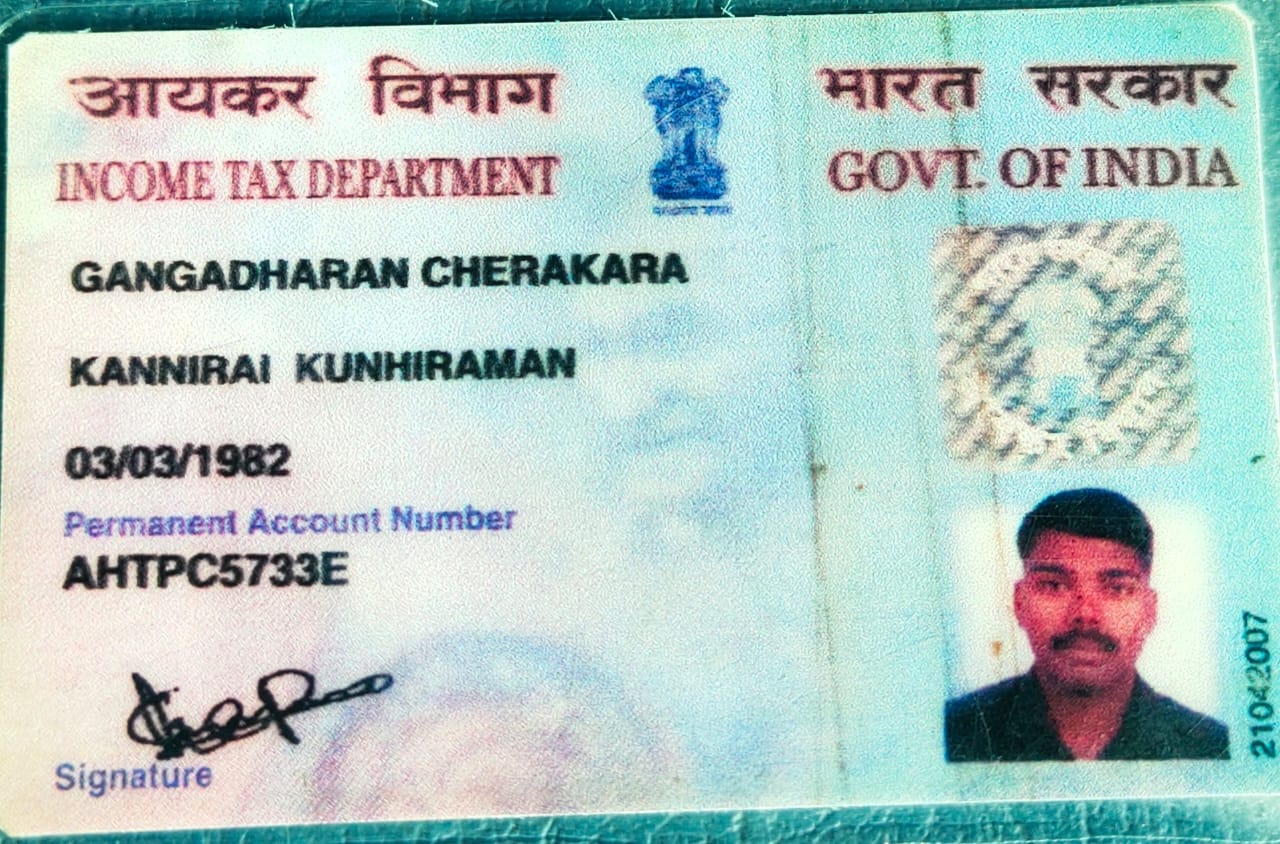 आयकर विभाग
INCOME TAX DEPARTMENT
भारत सरकार
GOVT. OF INDIA
GANGADHARAN CHERAKARA
KANNIRAI KUNHIRAMAN
03/03/1982
Permanent Account Number
AHTPC5733E
Signature
21042007